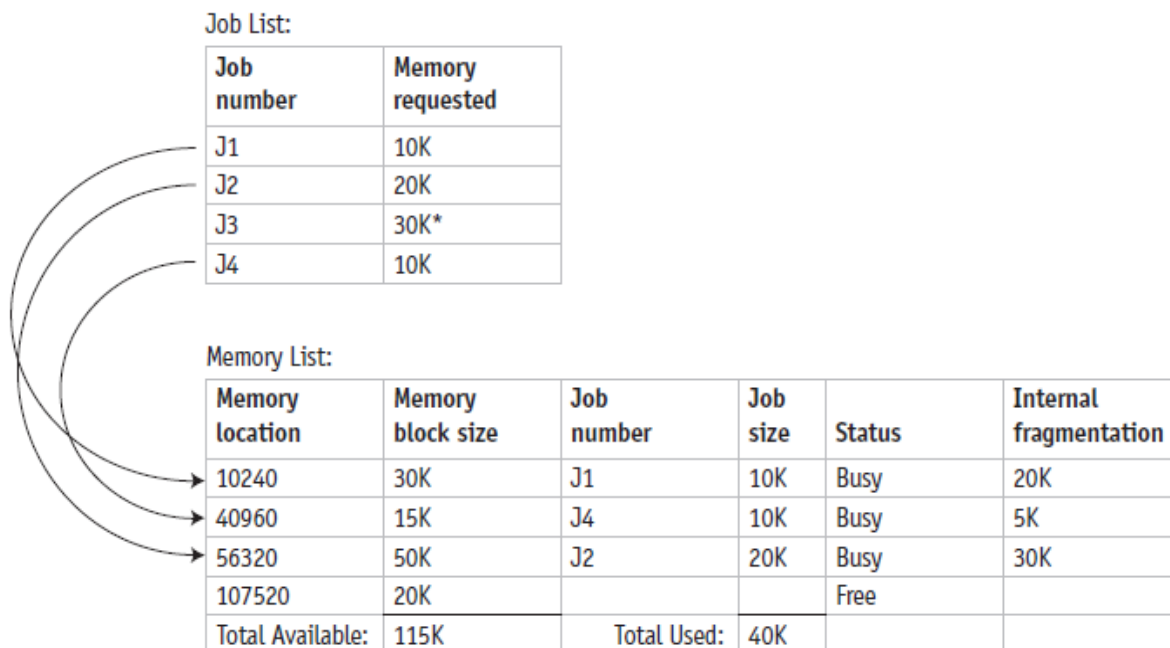 Job List:
Job number Memory requested
J1 10K
J2 20K
J3 30K*
J4 10K
Memory List:
Memory location Memory block size Job number Job size Status Internal fragmentation
10240 30K J1 10K Busy 20K
40960 15K J4 10K Busy 5K
56320 50K J2 20K Busy 30K
107520 20K Free
Total Available: 115K Total Used: 40K